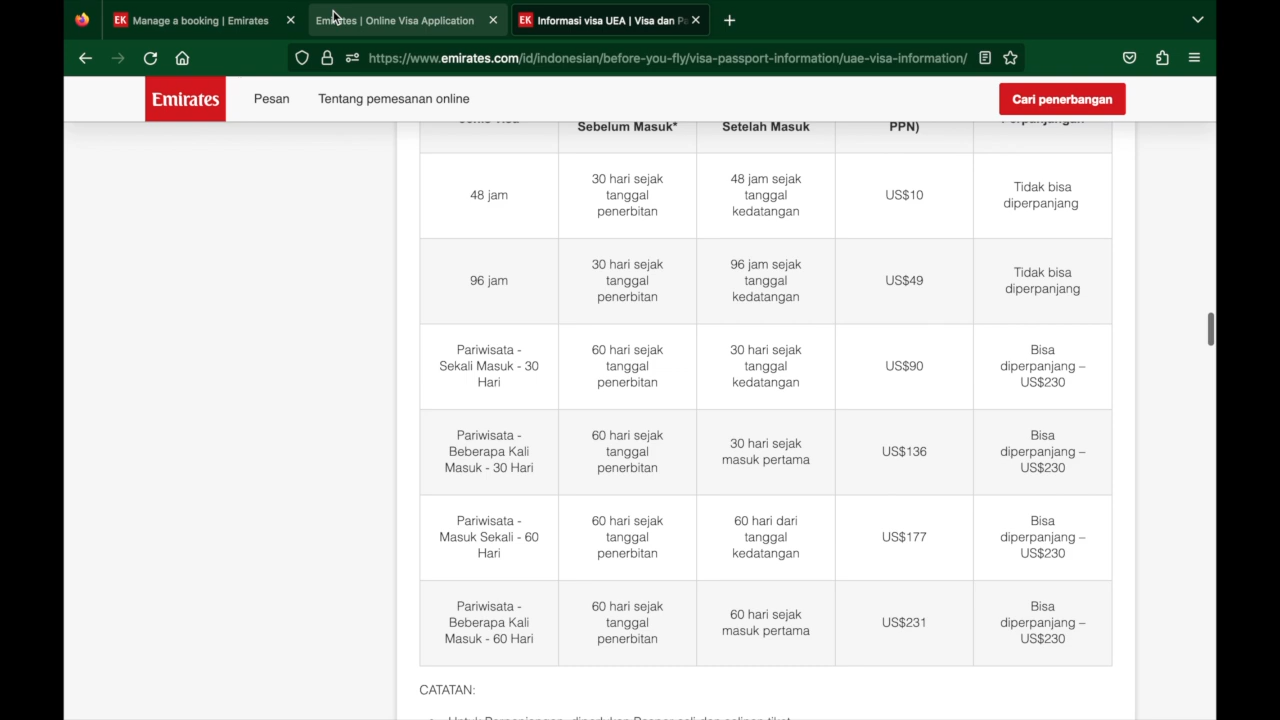 Manage a booking | Emirates
Emirates | Online Visa Application
EK Informasi visa UEA | Visa dan Pa
https://www.emirates.com/id/indonesian/before-you-fly/visa-passport-information/uae-visa-information/
Emirates
Pesan
Tentang pemesanan online
Cari penerbangan
Sebelum Masuk*
Setelah Masuk
PPN)
Perpanjangan
48 jam
30 hari sejak
tanggal
penerbitan
48 jam sejak
tanggal
kedatangan
US$10
Tidak bisa
diperpanjang
96 jam
30 hari sejak
tanggal
penerbitan
96 jam sejak
tanggal
kedatangan
US$49
Tidak bisa
diperpanjang
Pariwisata -
Sekali Masuk - 30
Hari
60 hari sejak
tanggal
penerbitan
30 hari sejak
tanggal
kedatangan
US$90
Bisa
diperpanjang –
US$230
Pariwisata -
Beberapa Kali
Masuk - 30 Hari
60 hari sejak
tanggal
penerbitan
30 hari sejak
masuk pertama
US$136
Bisa
diperpanjang –
US$230
Pariwisata -
Masuk Sekali - 60
Hari
60 hari sejak
tanggal
penerbitan
60 hari dari
tanggal
kedatangan
US$177
Bisa
diperpanjang –
US$230
Pariwisata -
Beberapa Kali
Masuk - 60 Hari
60 hari sejak
tanggal
penerbitan
60 hari sejak
masuk pertama
US$231
Bisa
diperpanjang –
US$230
CATATAN: